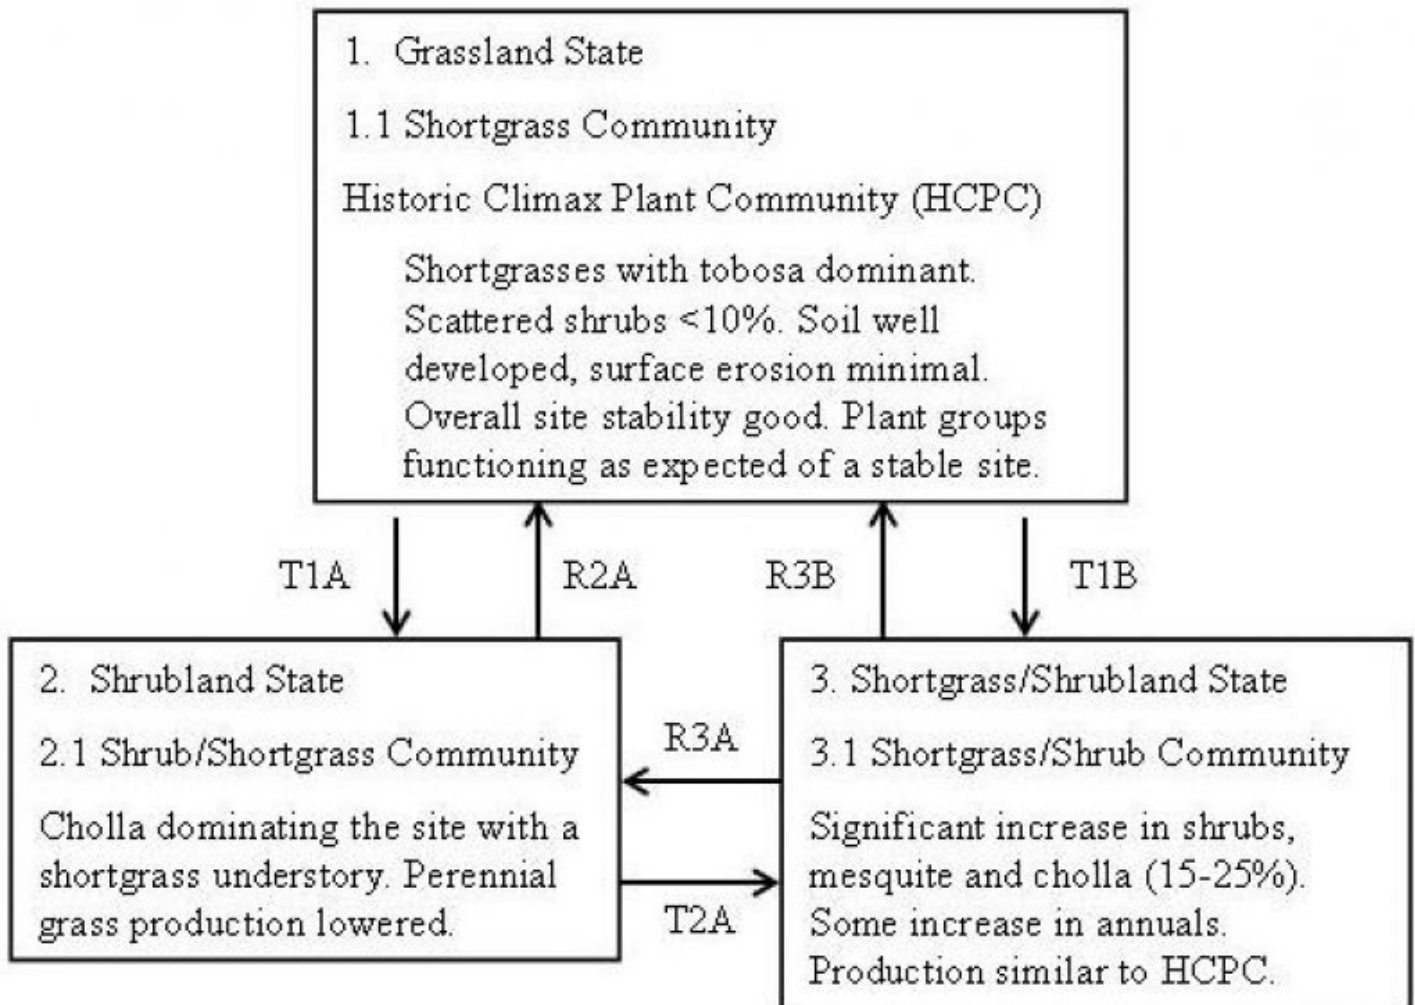 1. Grassland State
1.1 Shortgrass Community
Historic Climax Plant Community (HCPC)
Shortgrasses with tobosa dominant.
Scattered shrubs <10%. Soil well
developed, surface erosion minimal.
Overall site stability good. Plant groups
functioning as expected of a stable site.
T1A
R2A
R3B
T1B
2. Shrubland State
2.1 Shrub/Shortgrass Community
Cholla dominating the site with a
shortgrass understory. Perennial
grass production lowered.
R3A
T2A
3. Shortgrass/Shrubland State
3.1 Shortgrass/Shrub Community
Significant increase in shrubs,
mesquite and cholla (15-25%).
Some increase in annuals.
Production similar to HCPC.